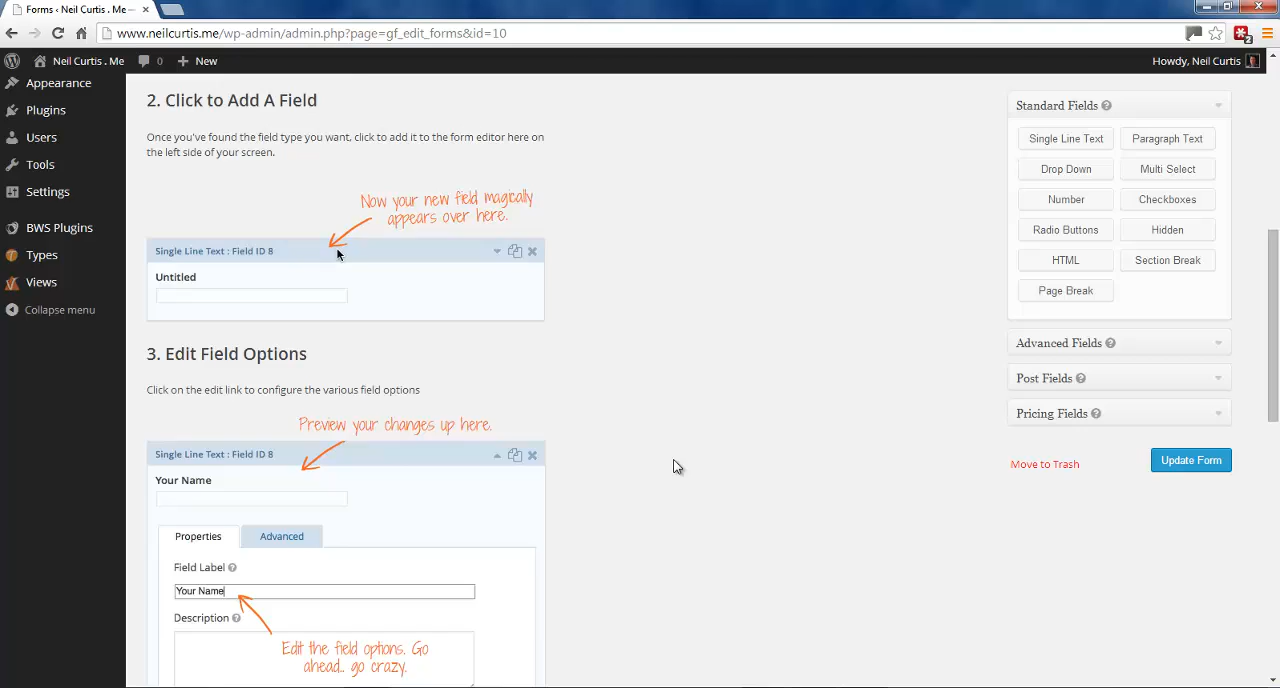 Forms ‹ Neil Curtis . Me —
www.neilcurtis.me/wp-admin/admin.php?page=gf_edit_forms&id=10
2
Neil Curtis . Me
0
New
Howdy, Neil Curtis
Appearance
Plugins
Users
Tools
Settings
BWS Plugins
Types
Views
Collapse menu
2. Click to Add A Field
Once you've found the field type you want, click to add it to the form editor here on
the left side of your screen.
Now your new field magically
appears over here.
Single Line Text : Field ID 8
Untitled
3. Edit Field Options
Click on the edit link to configure the various field options
Preview your changes up here.
Single Line Text : Field ID 8
Your Name
Properties
Advanced
Field Label
Your Name
Description
Edit the field options. Go
ahead.. go crazy.
Standard Fields
Single Line Text
Paragraph Text
Drop Down
Multi Select
Number
Checkboxes
Radio Buttons
Hidden
HTML
Section Break
Page Break
Advanced Fields
Post Fields
Pricing Fields
Move to Trash
Update Form